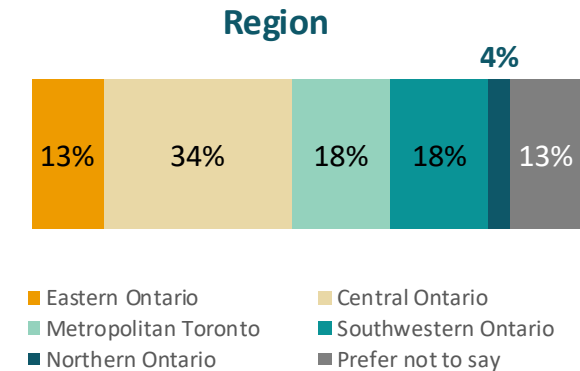 Region
4%
13% 34% 18% 18% 13%
Eastern Ontario Central Ontario
Metropolitan Toronto Southwestern Ontario
Northern Ontario Prefer not to say